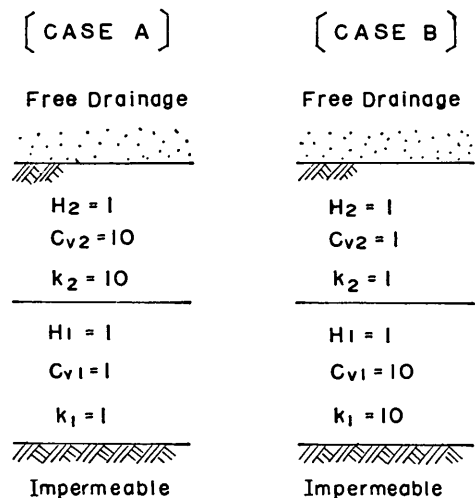 [CASE A]
Free Drainage
H2 = 1
Cv2 = 10
k2 = 10
H1 = 1
Cv1 = 1
k1 = 1
Impermeable
[CASE B]
Free Drainage
H2 = 1
Cv2 = 1
k2 = 1
H1 = 1
Cv1 = 10
k1 = 10
Impermeable